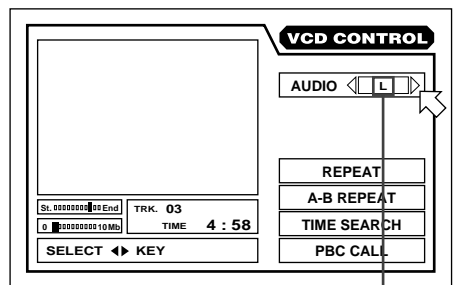 VCD CONTROL
AUDIO L
REPEAT
A-B REPEAT
St. End
TRK. 03
0 10Mb
TIME 4 : 58
TIME SEARCH
SELECT KEY
PBC CALL